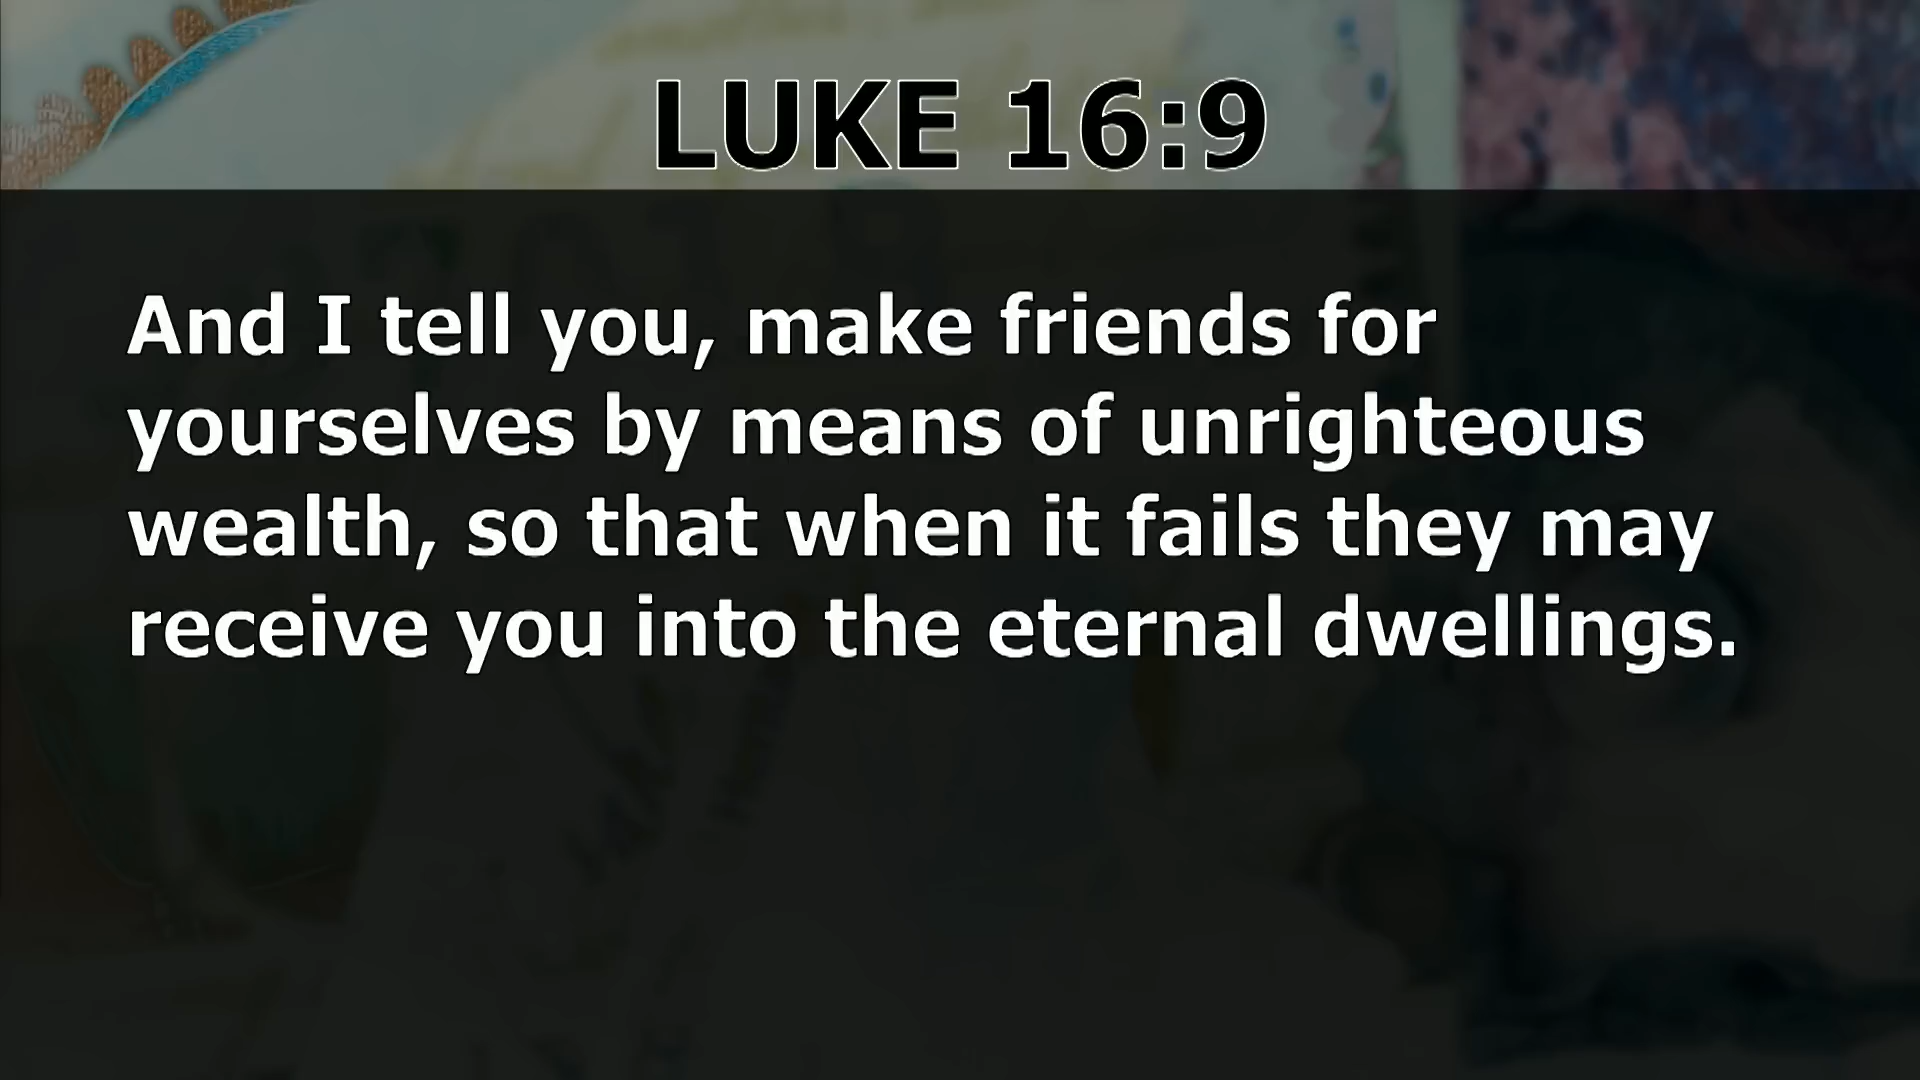 LUKE 16:9
And I tell you, make friends for
yourselves by means of unrighteous
wealth, so that when it fails they may
receive you into the eternal dwellings.